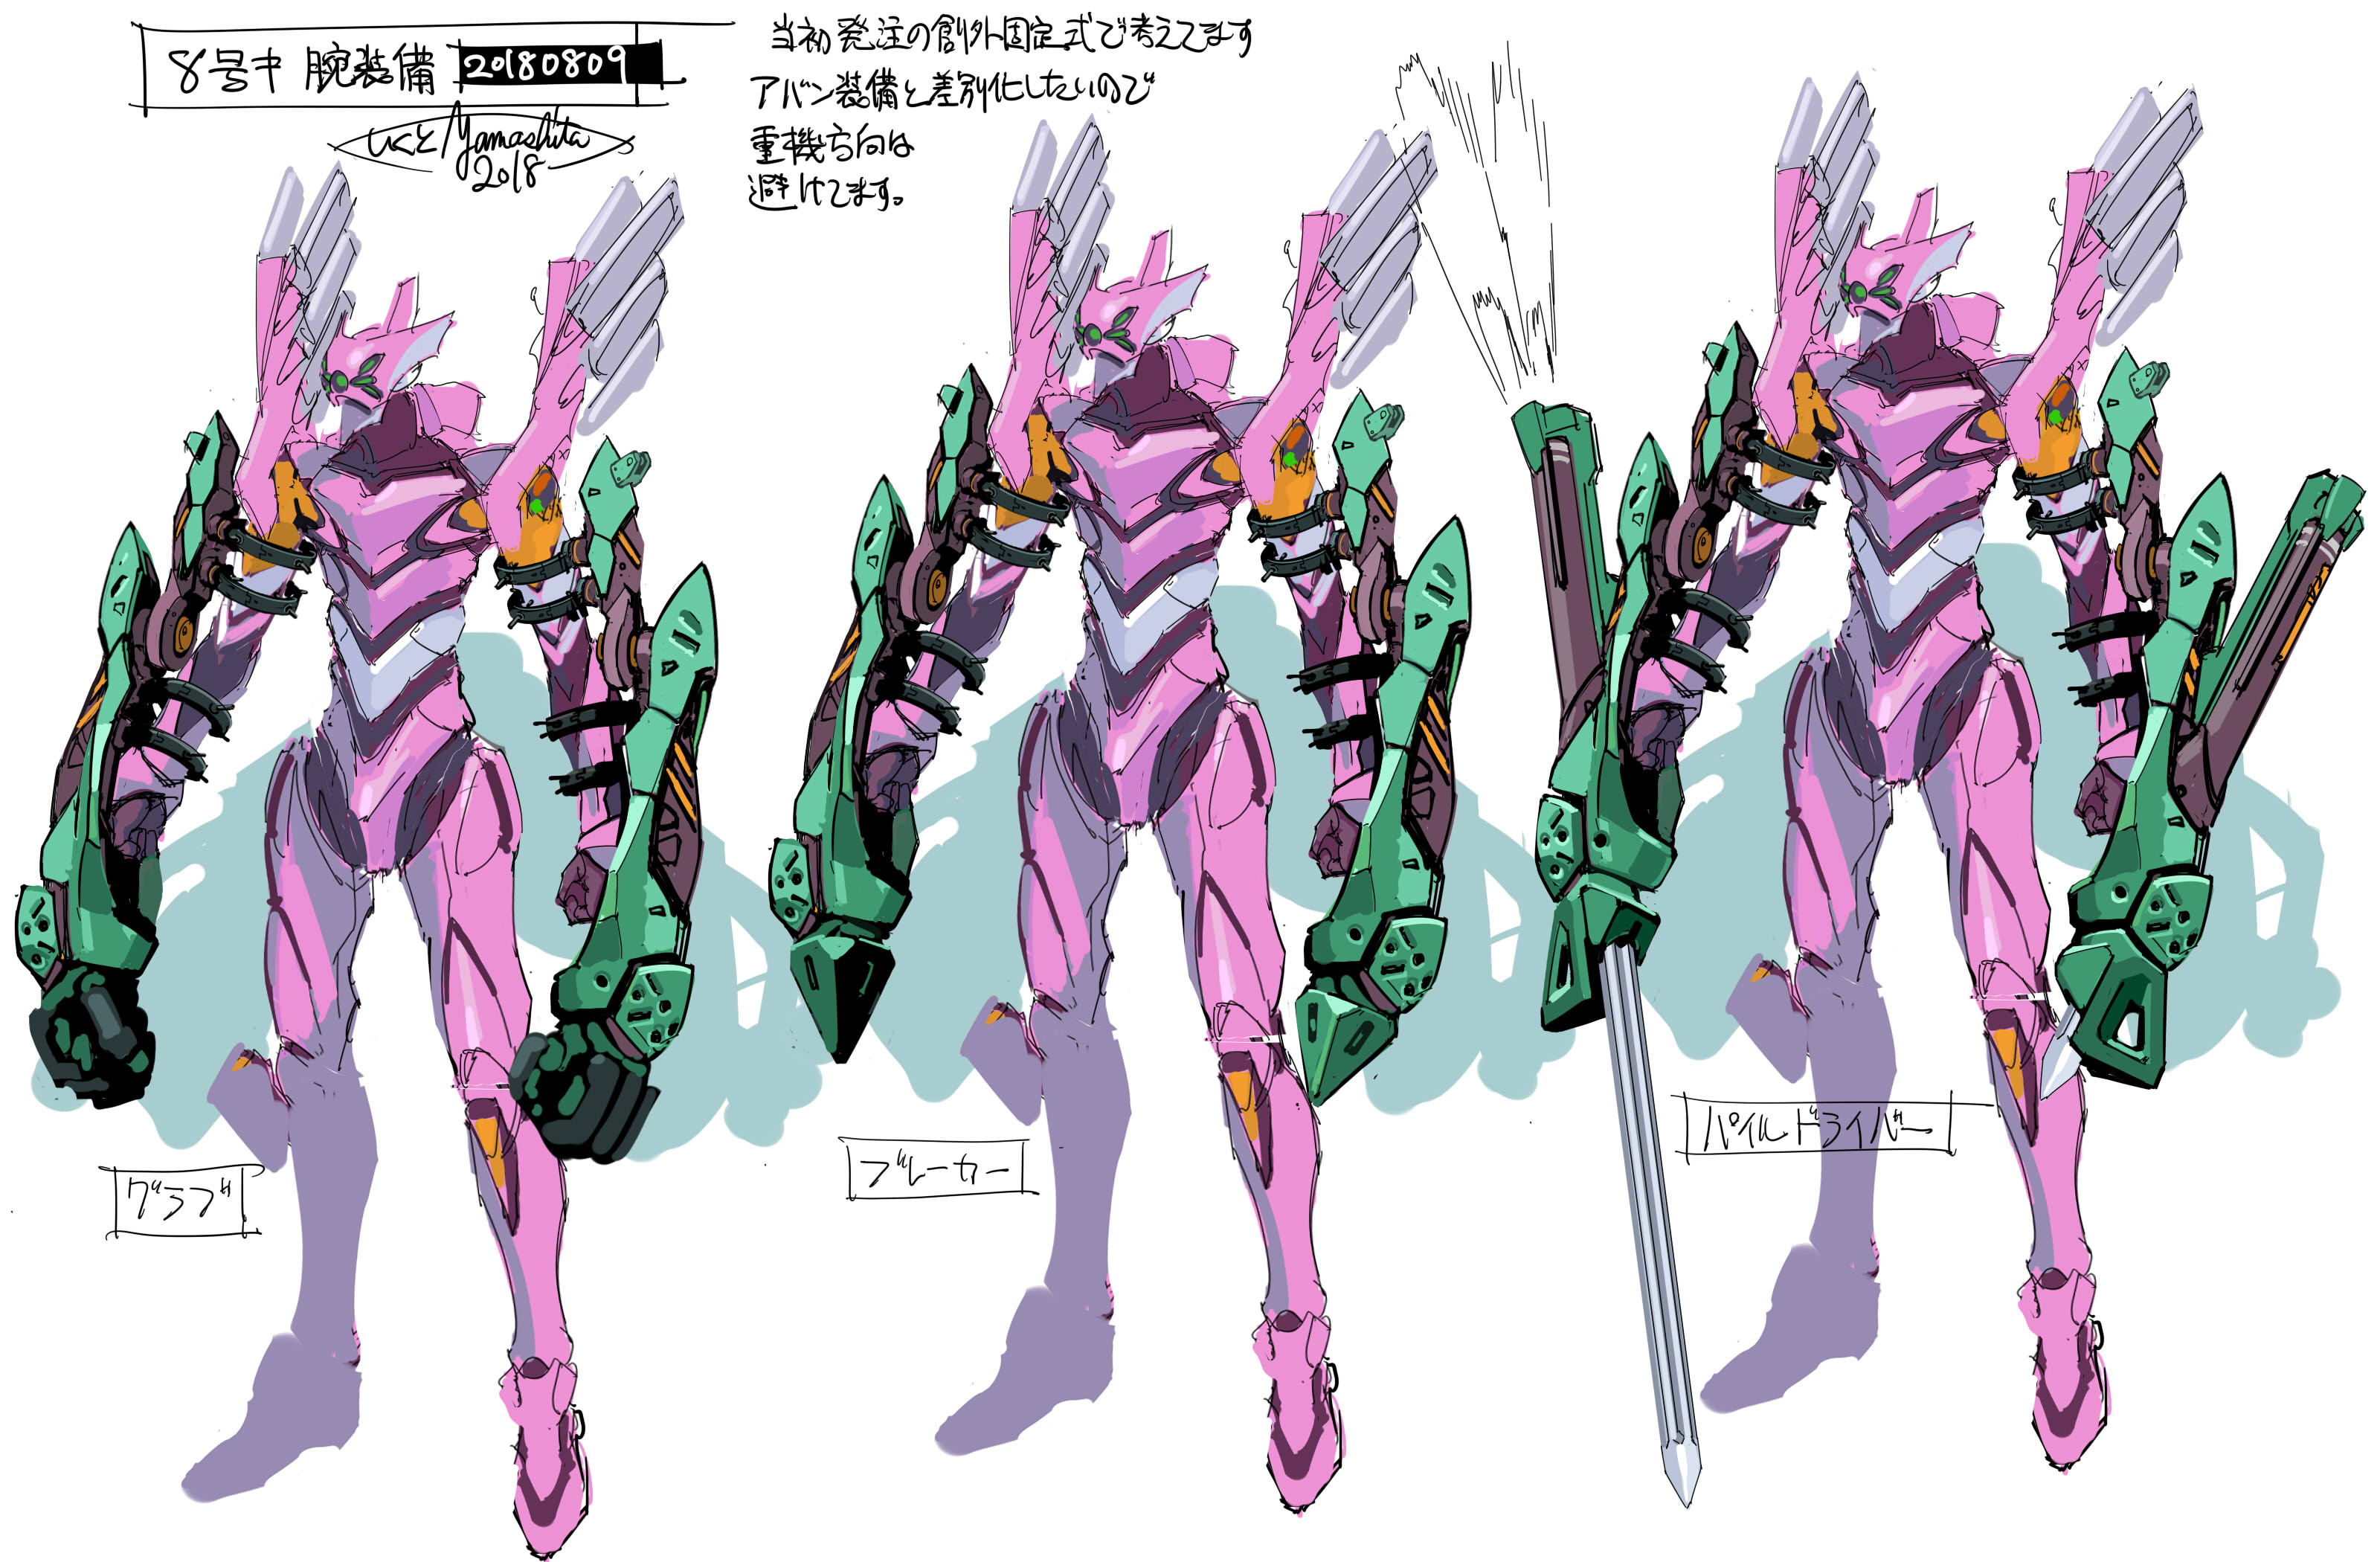 8号キ 腕装備 20180809
いくと/Yamashita
2018
当初発注の創外固定式で考えてます
アバン装備と差別化したいので
重機方向は
避けてます。
グラブ
ブレーカー
パイルドライバー